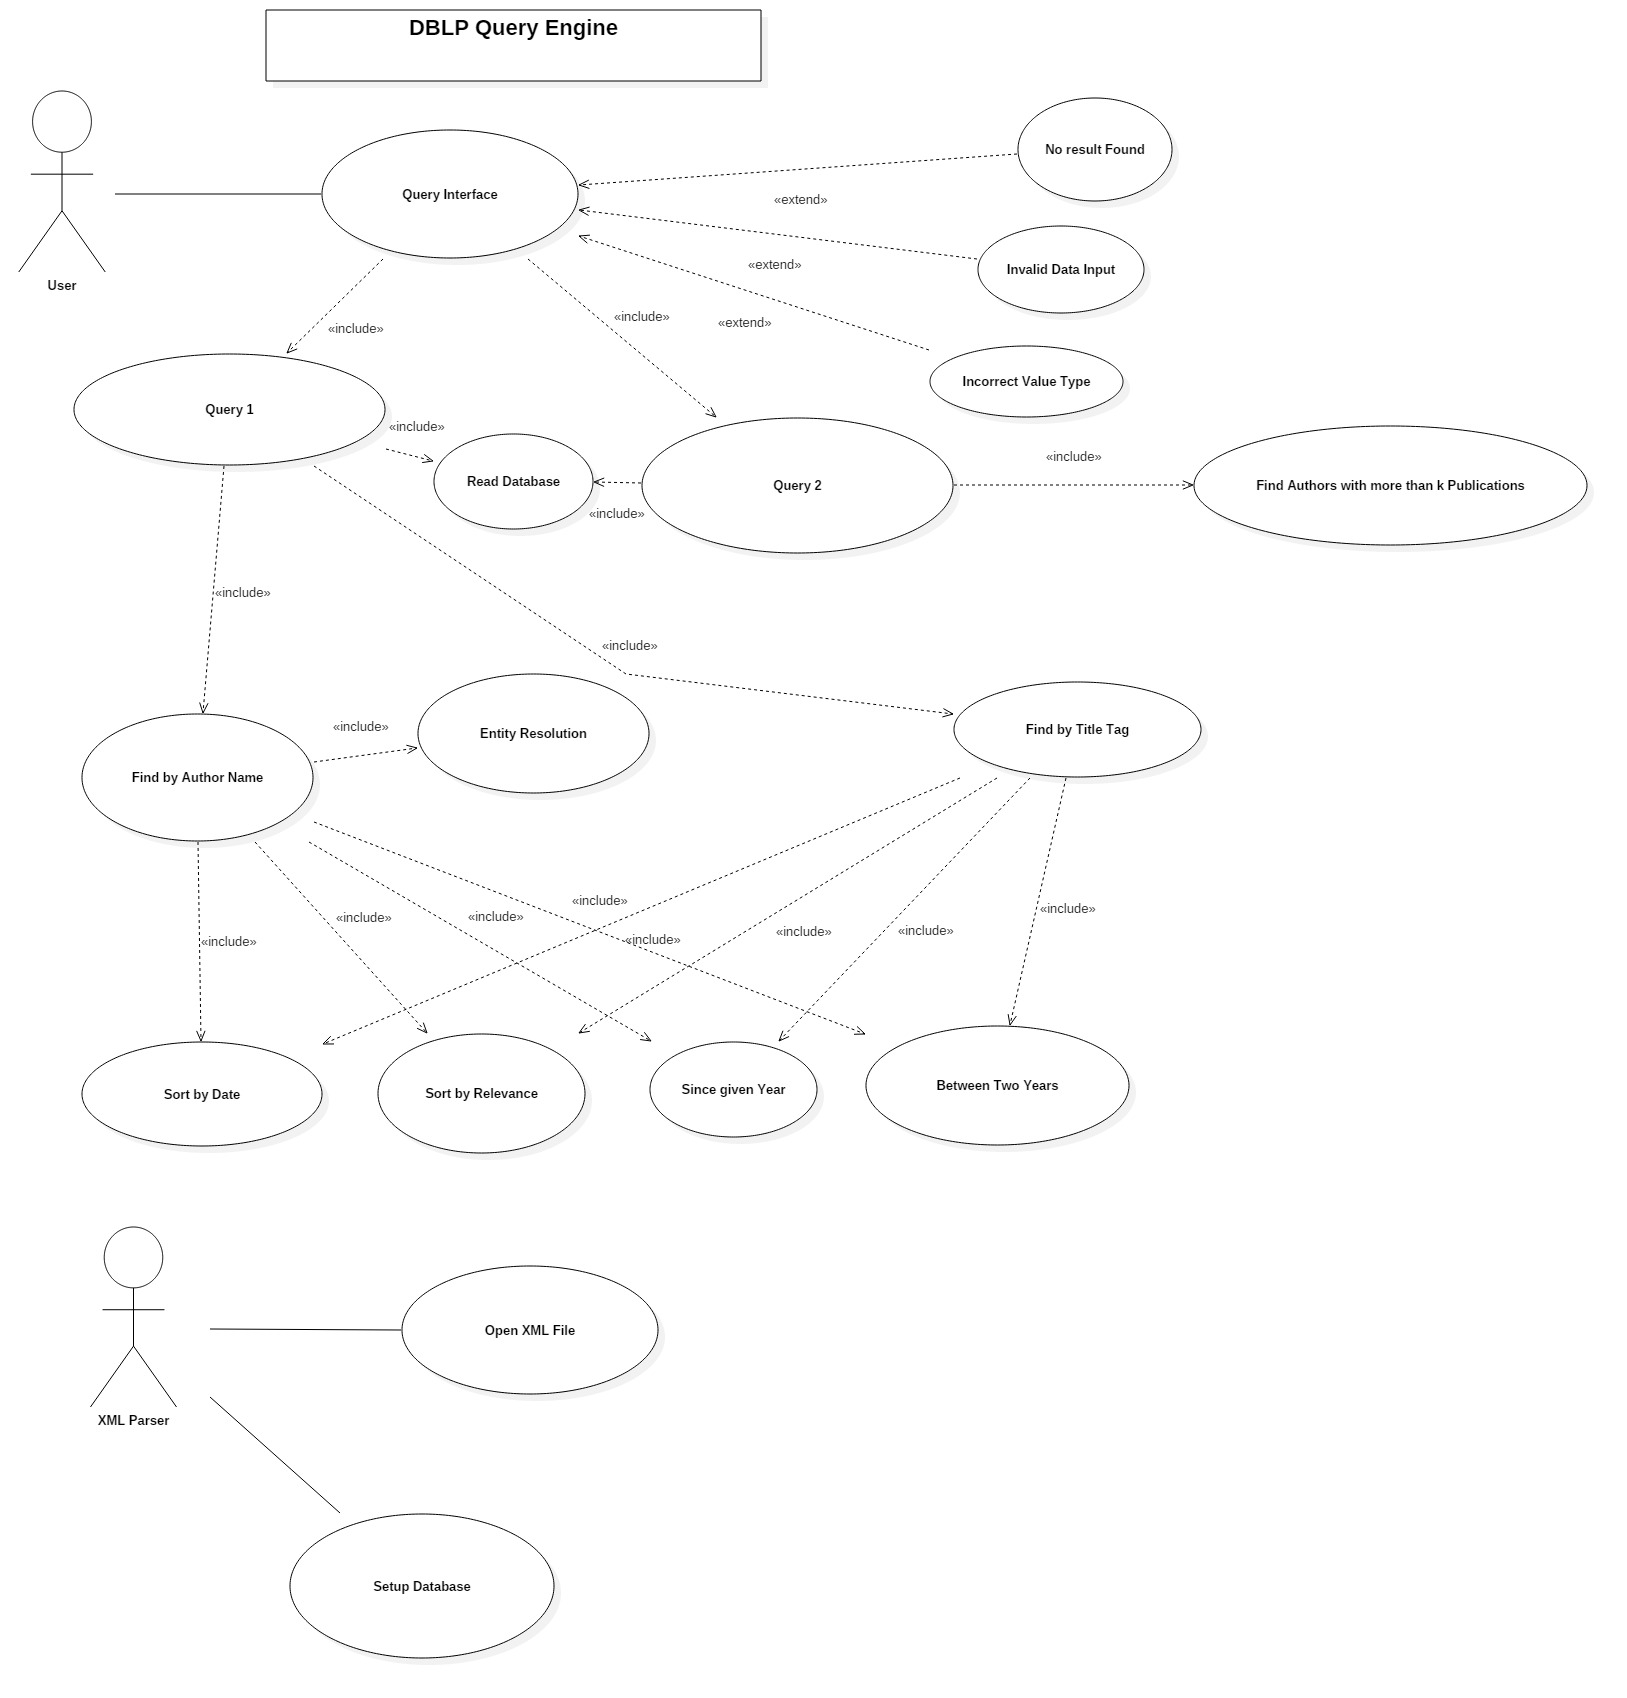 DBLP Query Engine
No result Found
Query Interface
«extend»
Invalid Data Input
«extend»
User
«include»
«extend»
«include»
Incorrect Value Type
Query 1
«include»
«include»
Read Database
Query 2
Find Authors with more than k Publications
«include»
«include»
«include»
«include»
Entity Resolution
Find by Title Tag
Find by Author Name
«include»
«include»
«include»
«include»
«include»
«include»
«include»
«include»
Sort by Date
Sort by Relevance
Since given Year
Between Two Years
Open XML File
XML Parser
Setup Database